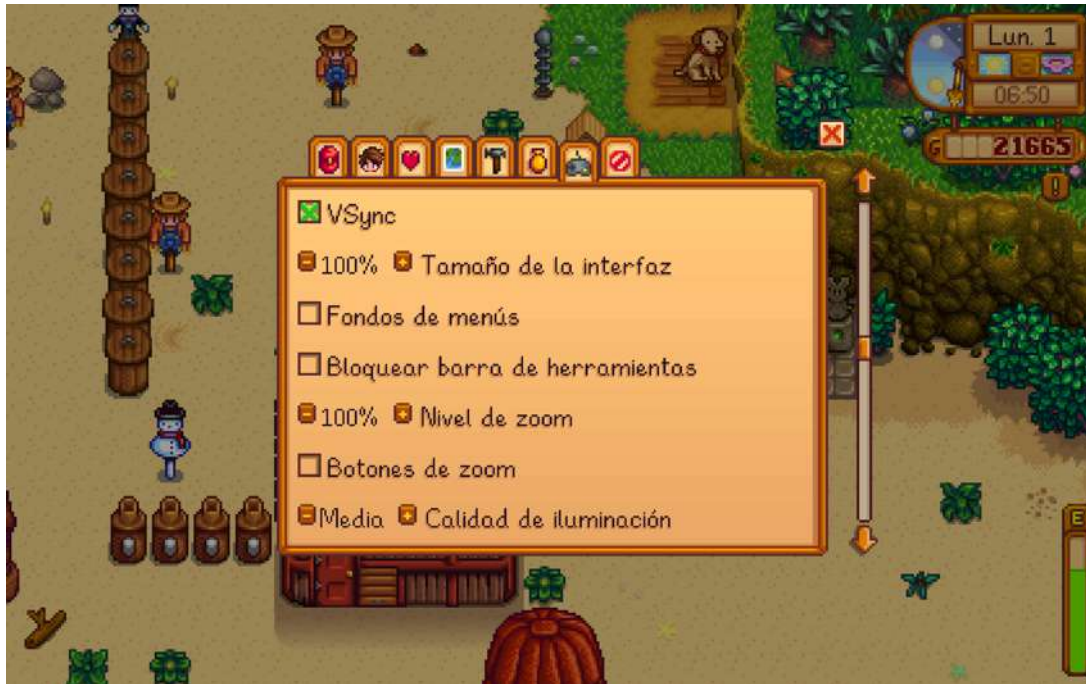 Lun. 1
06:50
G 21665
VSync
100% Tamaño de la interfaz
Fondos de menús
Bloquear barra de herramientas
100% Nivel de zoom
Botones de zoom
Media Calidad de iluminación
E